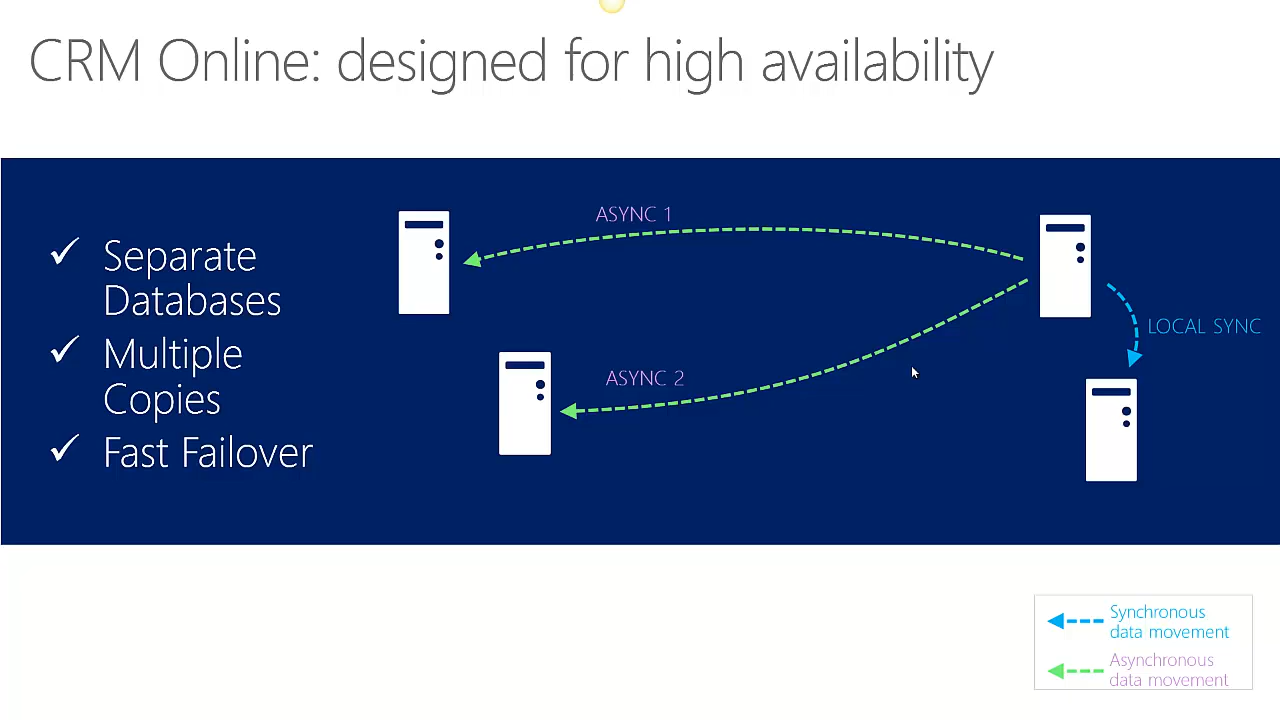 CRM Online: designed for high availability
✓ Separate
Databases
✓ Multiple
Copies
✓ Fast Failover
ASYNC 1
ASYNC 2
LOCAL SYNC
Synchronous
data movement
Asynchronous
data movement